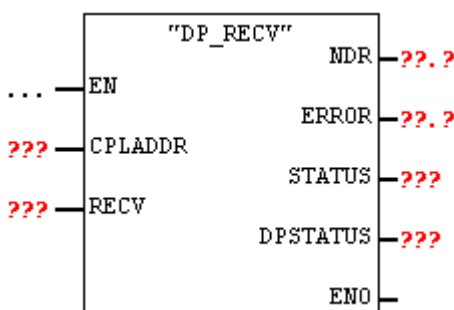 "DP_RECV"
NDR ??.?
... EN
ERROR ??.?
??? CPLADDR
STATUS ???
??? RECV
DPSTATUS ???
ENO